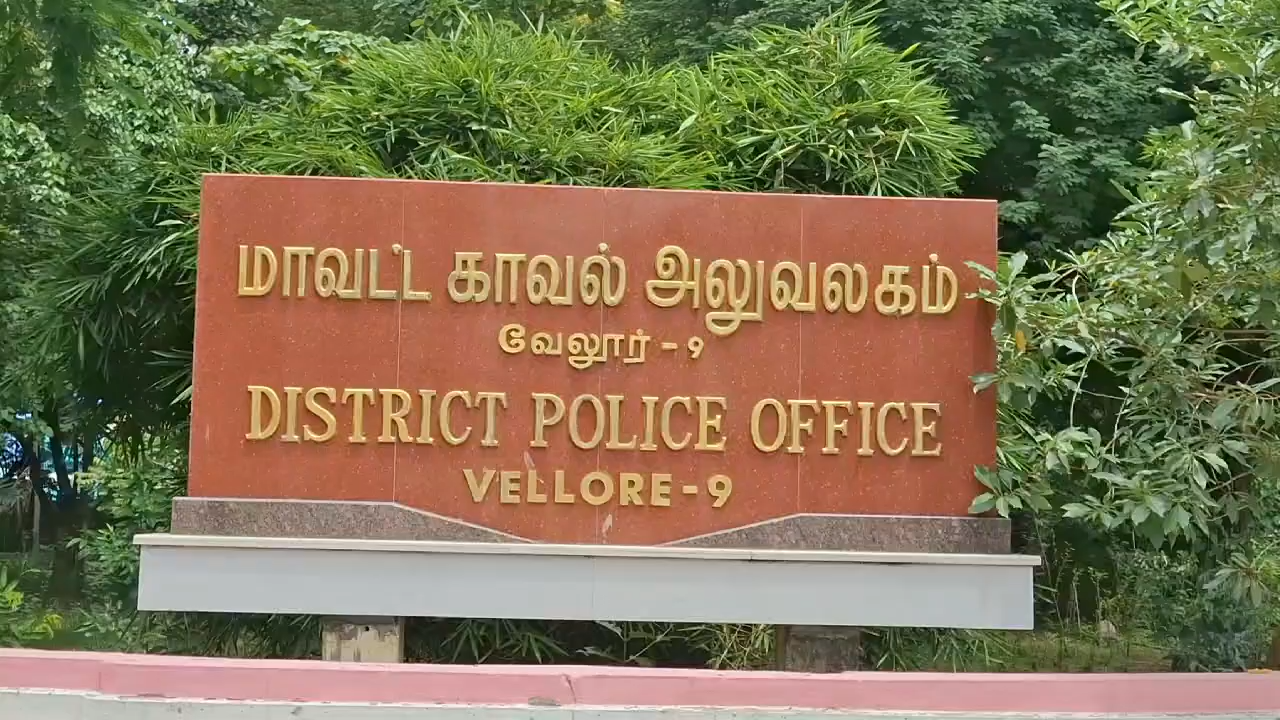 மாவட்ட காவல் அலுவலகம்
வேலூர் - 9
DISTRICT POLICE OFFICE
VELLORE - 9